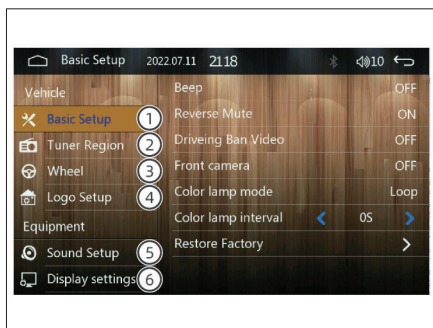 Basic Setup 2022.07.11 2118 10
Vehicle
Basic Setup 1
Tuner Region 2
Wheel 3
Logo Setup 4
Equipment
Sound Setup 5
Display settings 6
Beep OFF
Reverse Mute ON
Driveing Ban Video OFF
Front camera OFF
Color lamp mode Loop
Color lamp interval 0S
Restore Factory